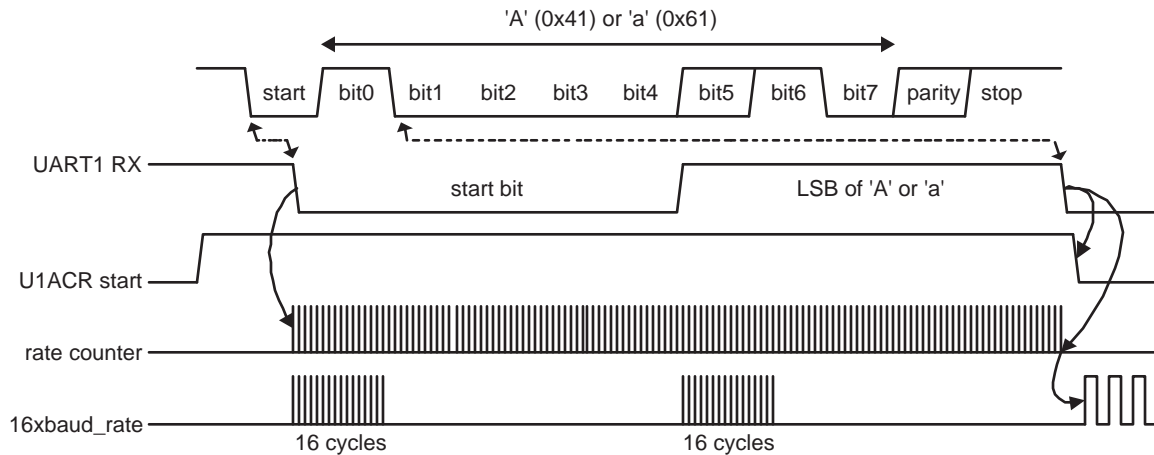 'A' (0x41) or 'a' (0x61)
start bit0 bit1 bit2 bit3 bit4 bit5 bit6 bit7 parity stop
UART1 RX
start bit LSB of 'A' or 'a'
U1ACR start
rate counter
16xbaud_rate
16 cycles 16 cycles